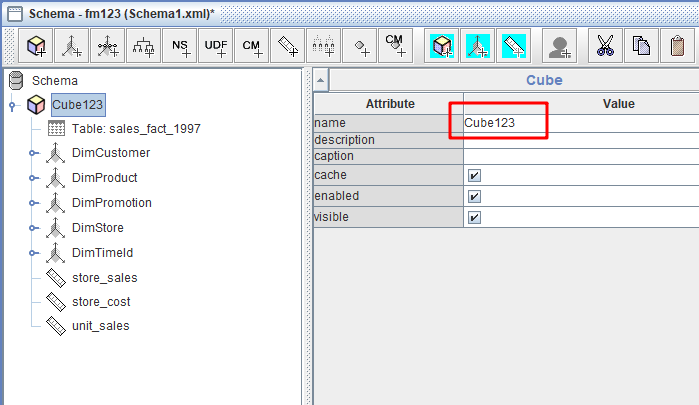 Schema - fm123 (Schema1.xml)*
NS UDF CM CM
Schema
Cube123
Table: sales_fact_1997
DimCustomer
DimProduct
DimPromotion
DimStore
DimTimeId
store_sales
store_cost
unit_sales
Cube
Attribute Value
name Cube123
description
caption
cache
enabled
visible